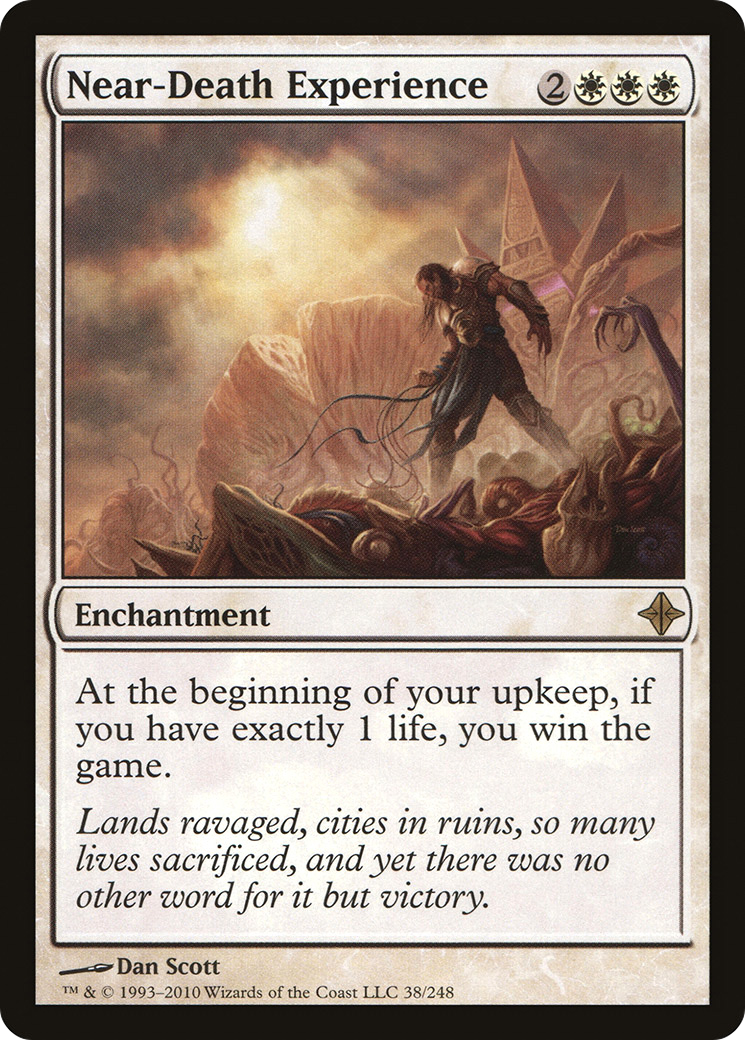 Near-Death Experience 2
Enchantment
At the beginning of your upkeep, if
you have exactly 1 life, you win the
game.
Lands ravaged, cities in ruins, so many
lives sacrificed, and yet there was no
other word for it but victory.
Dan Scott
™ & © 1993–2010 Wizards of the Coast LLC 38/248